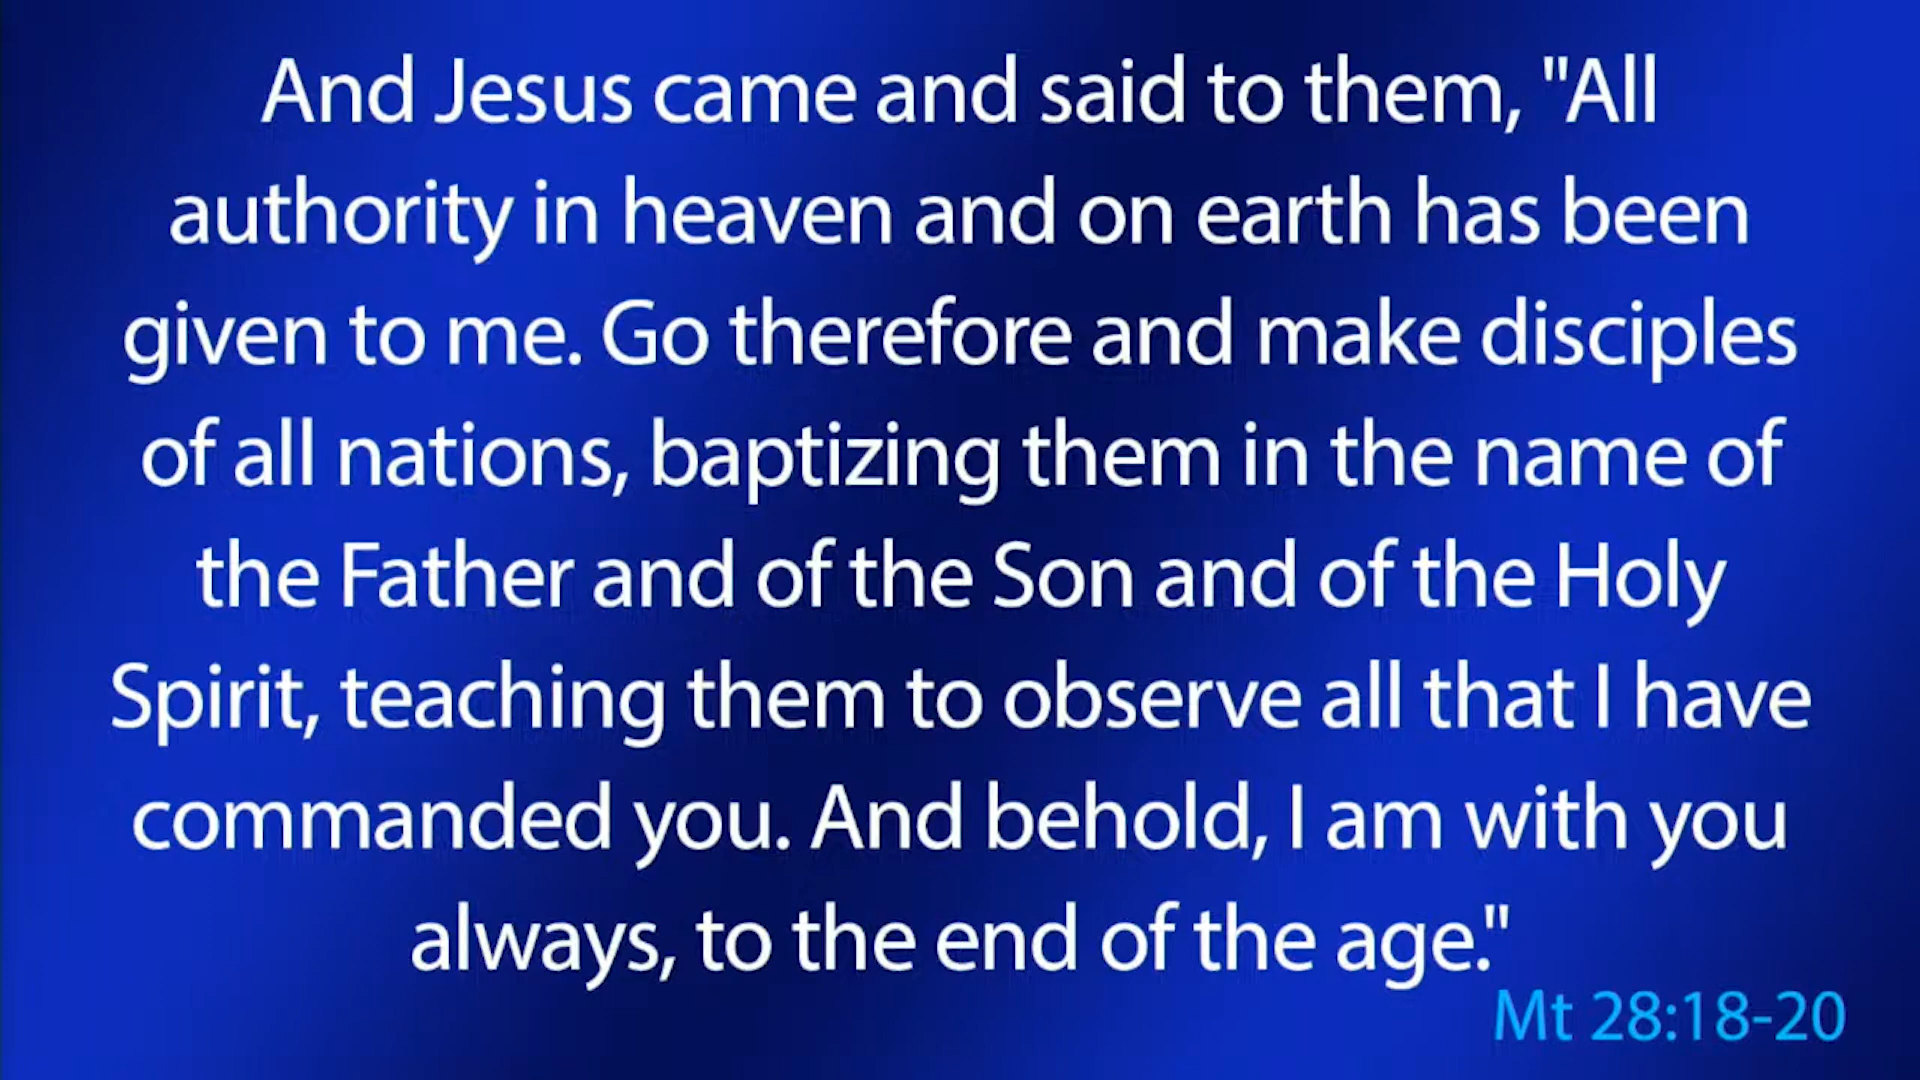 And Jesus came and said to them, "All
authority in heaven and on earth has been
given to me. Go therefore and make disciples
of all nations, baptizing them in the name of
the Father and of the Son and of the Holy
Spirit, teaching them to observe all that I have
commanded you. And behold, I am with you
always, to the end of the age."
Mt 28:18-20